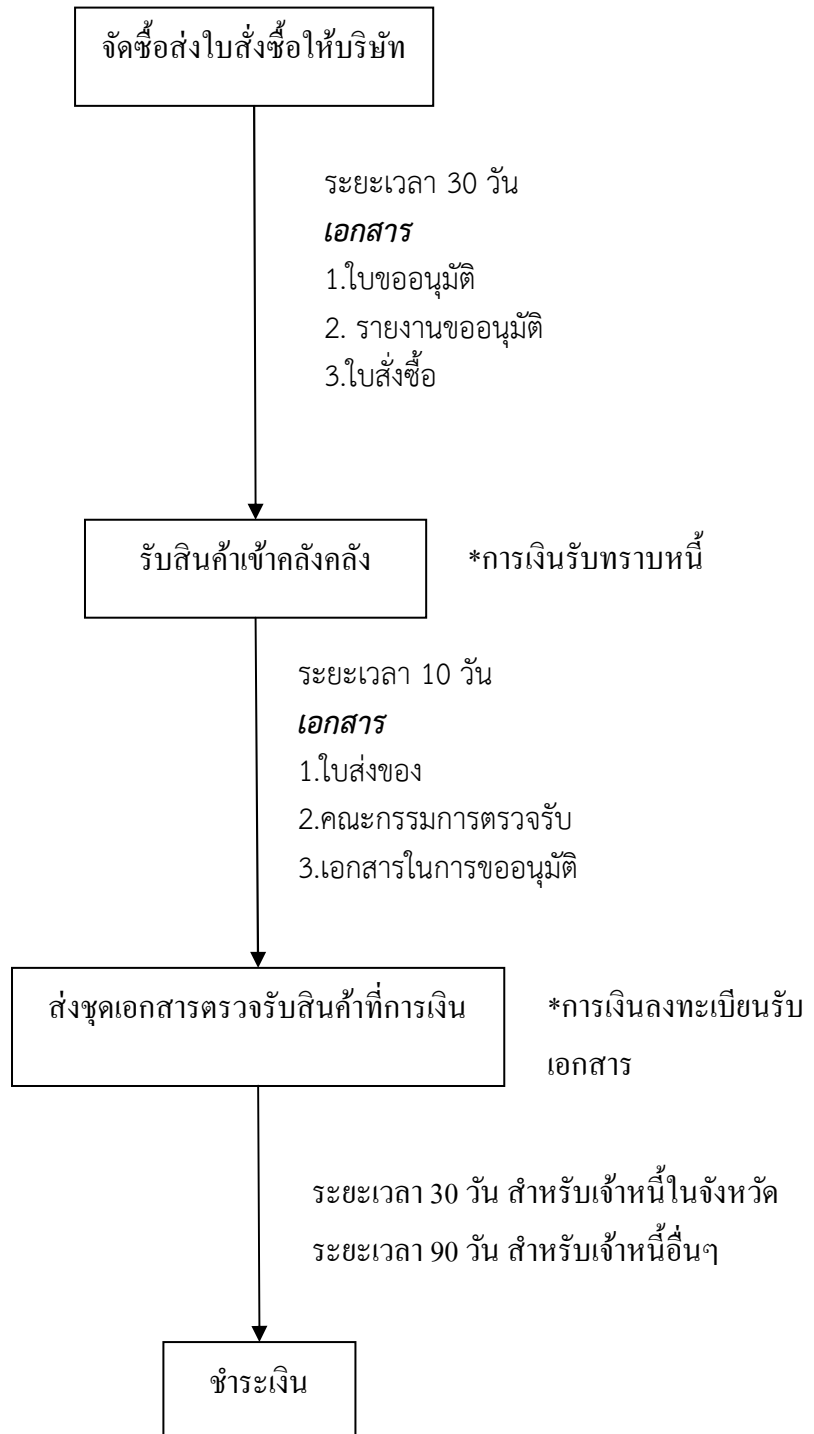 จัดซื้อส่งใบสั่งซื้อให้บริษัท
ระยะเวลา 30 วัน
เอกสาร
1.ใบขออนุมัติ
2. รายงานขออนุมัติ
3.ใบสั่งซื้อ
รับสินค้าเข้าคลังคลัง
*การเงินรับทราบหนี้
ระยะเวลา 10 วัน
เอกสาร
1.ใบส่งของ
2.คณะกรรมการตรวจรับ
3.เอกสารในการขออนุมัติ
ส่งชุดเอกสารตรวจรับสินค้าที่การเงิน
*การเงินลงทะเบียนรับ
เอกสาร
ระยะเวลา 30 วัน สำหรับเจ้าหนี้ในจังหวัด
ระยะเวลา 90 วัน สำหรับเจ้าหนี้อื่นๆ
ชำระเงิน